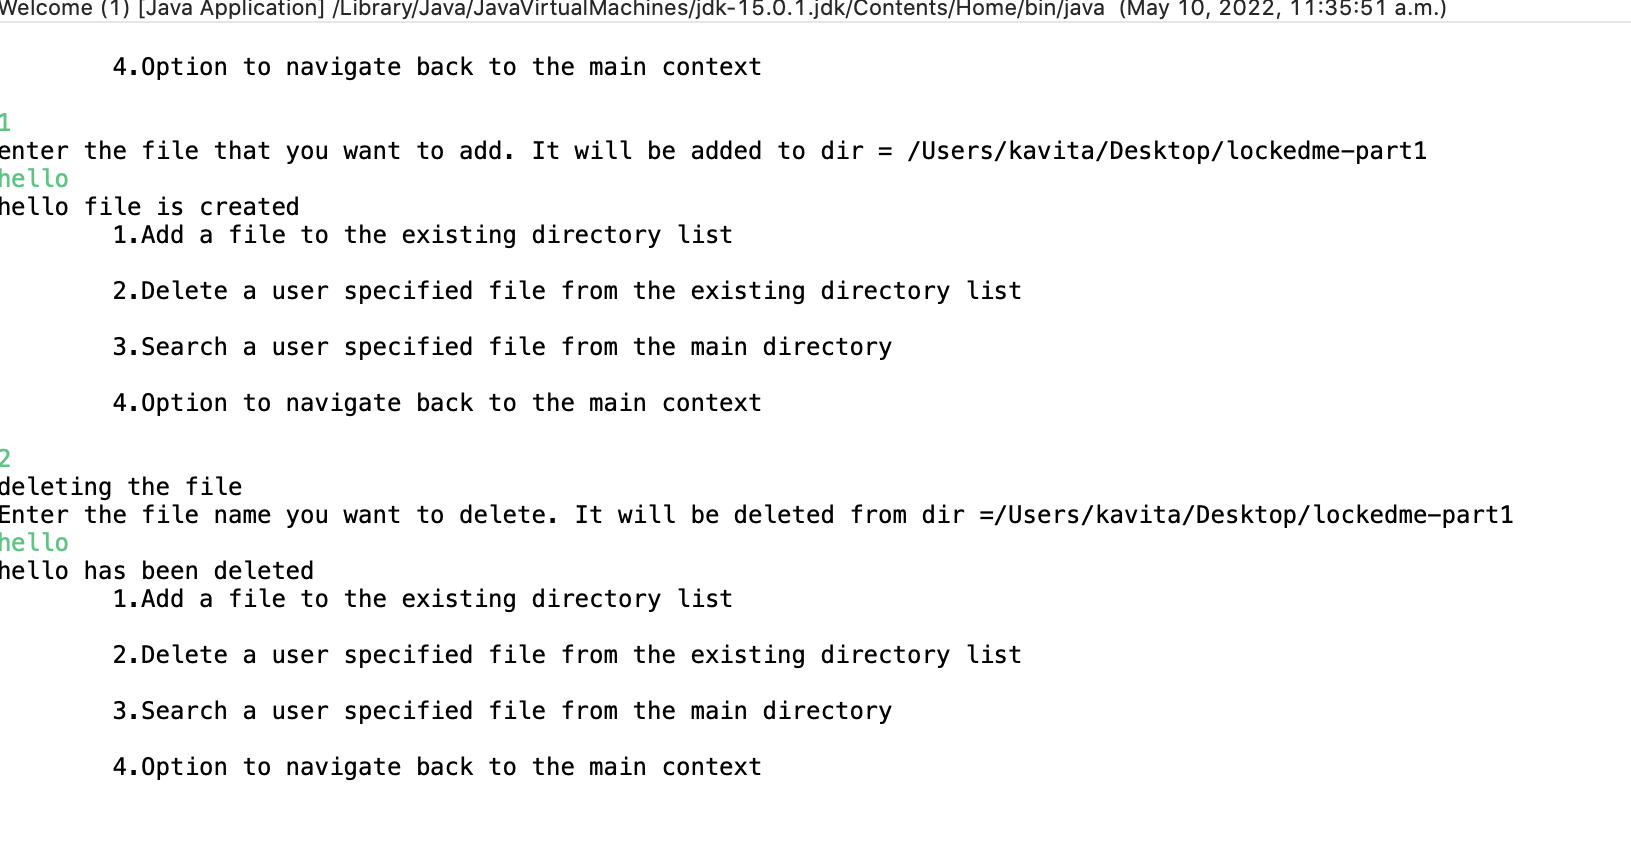 Welcome (1) [Java Application] /Library/Java/JavaVirtualMachines/jdk-15.0.1.jdk/Contents/Home/bin/java (May 10, 2022, 11:35:51 a.m.)
4.Option to navigate back to the main context
1
enter the file that you want to add. It will be added to dir = /Users/kavita/Desktop/lockedme-part1
hello
hello file is created
1.Add a file to the existing directory list
2.Delete a user specified file from the existing directory list
3.Search a user specified file from the main directory
4.Option to navigate back to the main context
2
deleting the file
Enter the file name you want to delete. It will be deleted from dir =/Users/kavita/Desktop/lockedme-part1
hello
hello has been deleted
1.Add a file to the existing directory list
2.Delete a user specified file from the existing directory list
3.Search a user specified file from the main directory
4.Option to navigate back to the main context